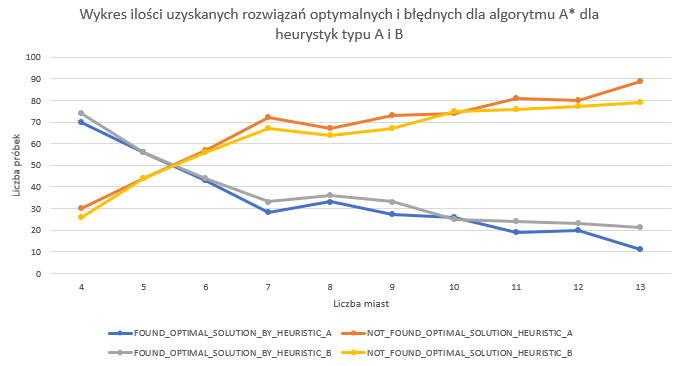 Wykres ilości uzyskanych rozwiązań optymalnych i błędnych dla algorytmu A* dla
heurystyk typu A i B
100
90
80
70
60
50
40
30
20
10
0
Liczba próbek
4 5 6 7 8 9 10 11 12 13
Liczba miast
FOUND_OPTIMAL_SOLUTION_BY_HEURISTIC_A NOT_FOUND_OPTIMAL_SOLUTION_HEURISTIC_A
FOUND_OPTIMAL_SOLUTION_BY_HEURISTIC_B NOT_FOUND_OPTIMAL_SOLUTION_HEURISTIC_B